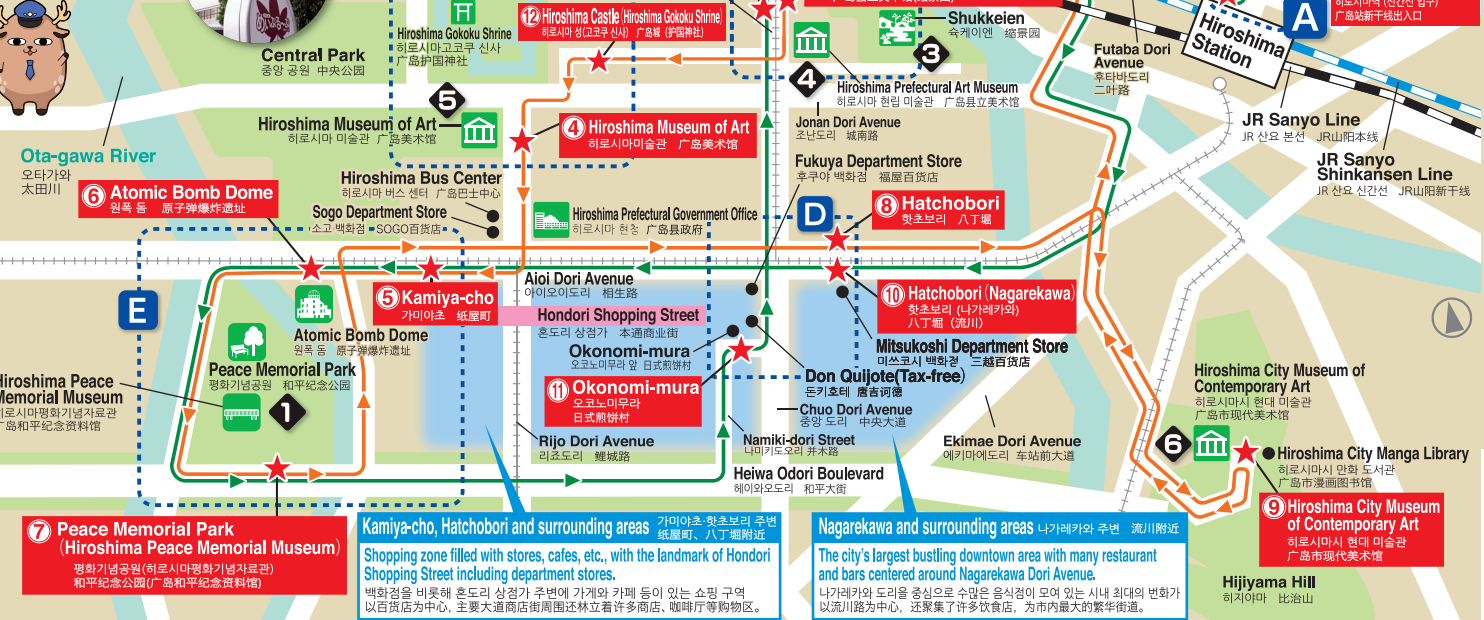 ⑫ Hiroshima Castle (Hiroshima Gokoku Shrine)
히로시마 성(고코쿠 신사) 广岛城 (护国神社)
Hiroshima Gokoku Shrine
히로시마고코쿠 신사
广岛护国神社
Central Park
중앙 공원 中央公园
Shukkeien
슉케이엔 缩景园
3
4
Hiroshima Prefectural Art Museum
히로시마 현립 미술관 广岛县立美术馆
Futaba Dori
Avenue
후타바도리
二叶路
Hiroshima
Station
A
广岛站新干线出入口
JR Sanyo Line
JR 산요 본선 JR山阳本线
JR Sanyo
Shinkansen Line
JR 산요 신간선 JR山阳新干线
5
Hiroshima Museum of Art
히로시마 미술관 广岛美术馆
④ Hiroshima Museum of Art
히로시마미술관 广岛美术馆
Jonan Dori Avenue
조난도리 城南路
Fukuya Department Store
후쿠야 백화점 福屋百货店
Ota-gawa River
오타가와
太田川
⑥ Atomic Bomb Dome
원폭 돔 原子弹爆炸遗址
Hiroshima Bus Center
히로시마 버스 센터 广岛巴士中心
Sogo Department Store
소고 백화점 SOGO百货店
Hiroshima Prefectural Government Office
히로시마 현청 广岛县政府
D
⑧ Hatchobori
핫초보리 八丁堀
E
⑤ Kamiya-cho
가미야초 纸屋町
Aioi Dori Avenue
아이오이도리 相生路
Hondori Shopping Street
혼도리 상점가 本通商业街
⑩ Hatchobori (Nagarekawa)
핫초보리 (나가레카와)
八丁堀 (流川)
Atomic Bomb Dome
원폭 돔 原子弹爆炸遗址
Okonomi-mura
오코노미무라 앞 日式煎饼村
Mitsukoshi Department Store
미쓰코시 백화점 三越百货店
Peace Memorial Park
평화기념공원 和平纪念公园
1
Hiroshima Peace
Memorial Museum
히로시마평화기념자료관
广岛和平纪念资料馆
⑪ Okonomi-mura
오코노미무라
日式煎饼村
Don Quijote(Tax-free)
돈키호테 唐吉诃德
Chuo Dori Avenue
중앙 도리 中央大道
Hiroshima City Museum of
Contemporary Art
히로시마시 현대 미술관
广岛市现代美术馆
Rijo Dori Avenue
리죠도리 鲤城路
Namiki-dori Street
나미키도오리 并木路
Ekimae Dori Avenue
에키마에도리 车站前大道
6
Hiroshima City Manga Library
히로시마시 만화 도서관
广岛市漫画图书馆
Heiwa Odori Boulevard
헤이와오도리 和平大街
⑦ Peace Memorial Park
(Hiroshima Peace Memorial Museum)
평화기념공원(히로시마평화기념자료관)
和平纪念公园(广岛和平纪念资料馆)
⑨ Hiroshima City Museum
of Contemporary Art
히로시마시 현대 미술관
广岛市现代美术馆
Kamiya-cho, Hatchobori and surrounding areas 가미야초·핫초보리 주변
纸屋町、八丁堀附近
Shopping zone filled with stores, cafes, etc., with the landmark of Hondori
Shopping Street including department stores.
백화점을 비롯해 혼도리 상점가 주변에 가게와 카페 등이 있는 쇼핑 구역
以百货店为中心，主要大道商店街周围还林立着许多商店、咖啡厅等购物区。
Nagarekawa and surrounding areas 나가레카와 주변 流川附近
The city's largest bustling downtown area with many restaurant
and bars centered around Nagarekawa Dori Avenue.
나가레카와 도리을 중심으로 수많은 음식점이 모여 있는 시내 최대의 번화가
以流川路为中心，还聚集了许多饮食店，为市内最大的繁华街道。
Hijiyama Hill
히지야마 比治山